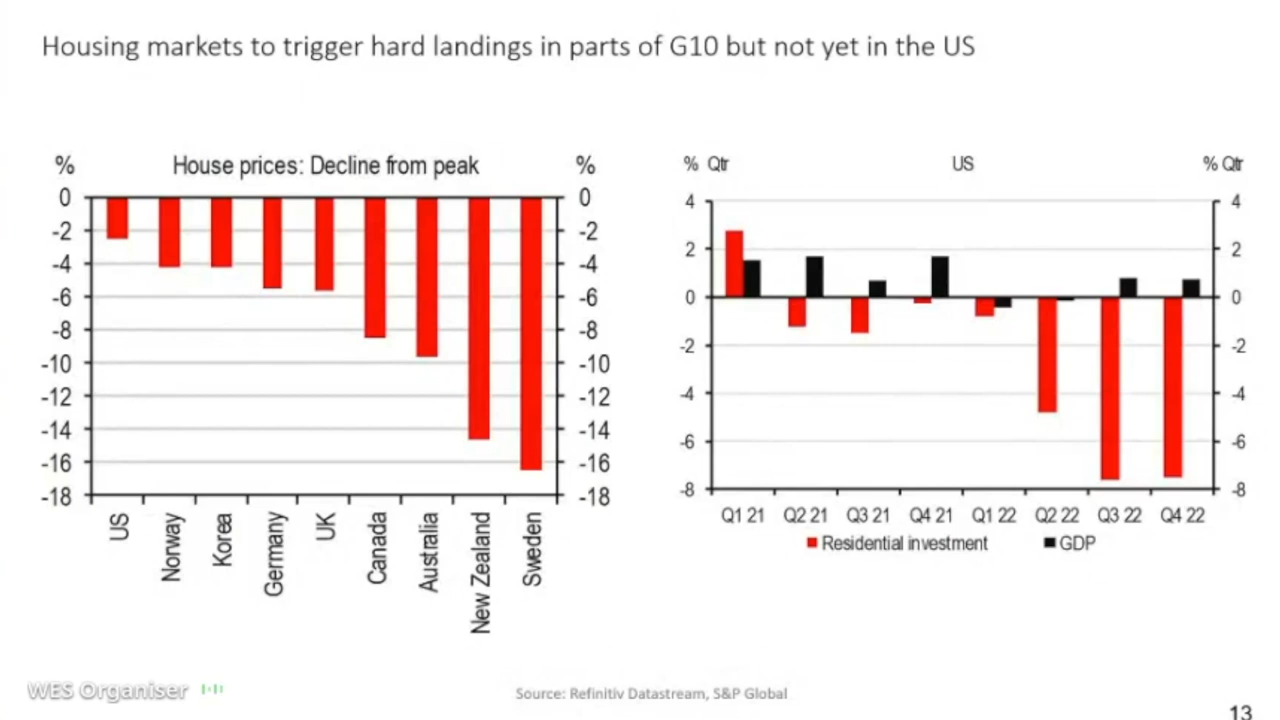 Housing markets to trigger hard landings in parts of G10 but not yet in the US
% House prices: Decline from peak %
0 0
-2 -2
-4 -4
-6 -6
-8 -8
-10 -10
-12 -12
-14 -14
-16 -16
-18 -18
US Norway Korea Germany UK Canada Australia New Zealand Sweden
% Qtr US % Qtr
4 4
2 2
0 0
-2 -2
-4 -4
-6 -6
-8 -8
Q1 21 Q2 21 Q3 21 Q4 21 Q1 22 Q2 22 Q3 22 Q4 22
Residential investment GDP
WES Organiser
Source: Refinitiv Datastream, S&P Global
13